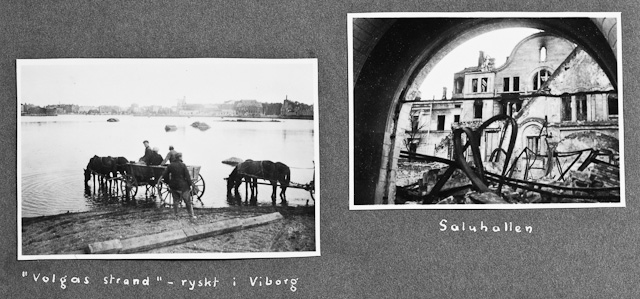 "Volgas strand" - ryskt i Viborg
Saluhallen